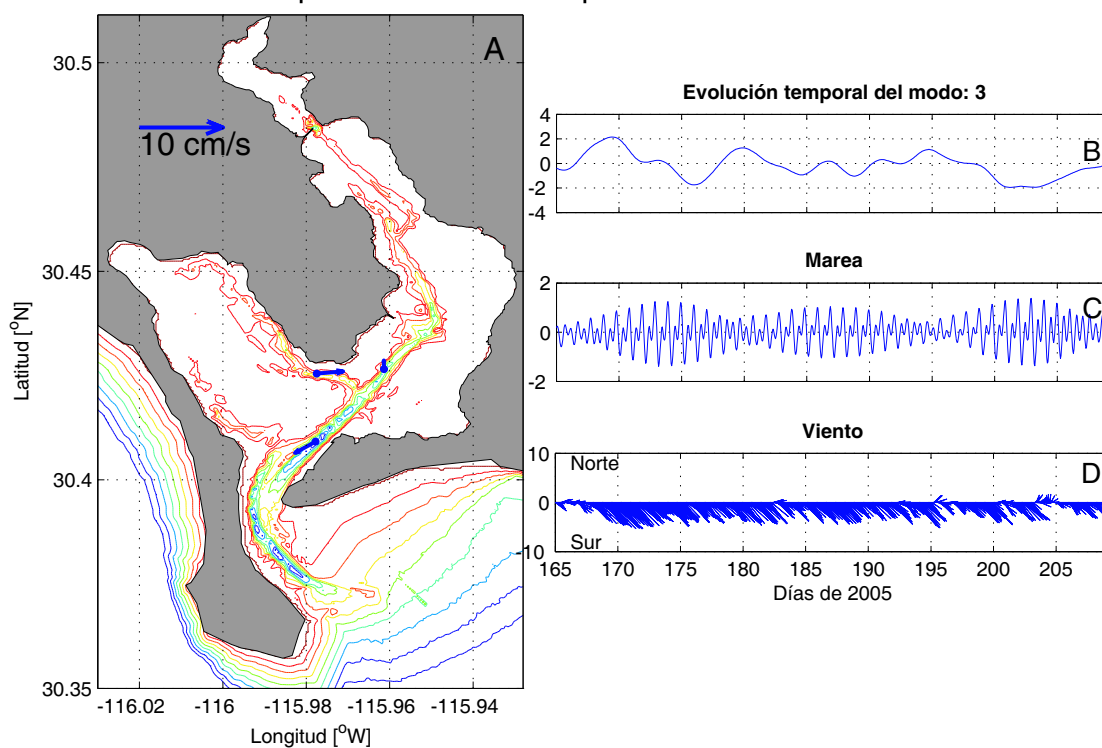 A
30.5
10 cm/s
30.45
30.4
30.35
Latitud [oN]
-116.02 -116 -115.98 -115.96 -115.94
Longitud [oW]
Evolución temporal del modo: 3
4
2
0
-2
-4
B
Marea
2
0
-2
C
Viento
10
0
-10
Norte
Sur
D
165 170 175 180 185 190 195 200 205
Días de 2005